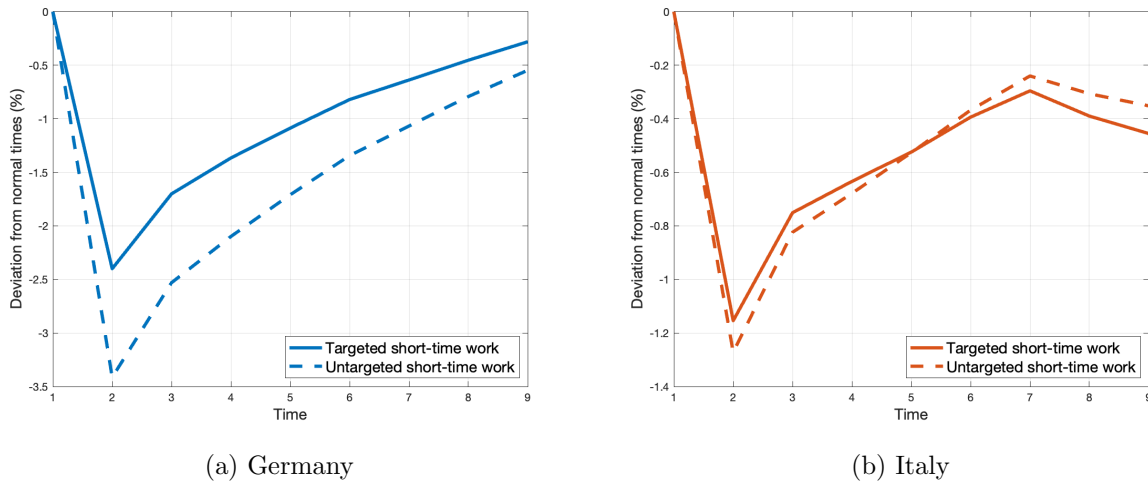 0
-0.5
-1
-1.5
-2
-2.5
-3
-3.5
1 2 3 4 5 6 7 8 9
Deviation from normal times (%)
Time
Targeted short-time work
Untargeted short-time work
(a) Germany
0
-0.2
-0.4
-0.6
-0.8
-1
-1.2
-1.4
1 2 3 4 5 6 7 8 9
Deviation from normal times (%)
Time
Targeted short-time work
Untargeted short-time work
(b) Italy